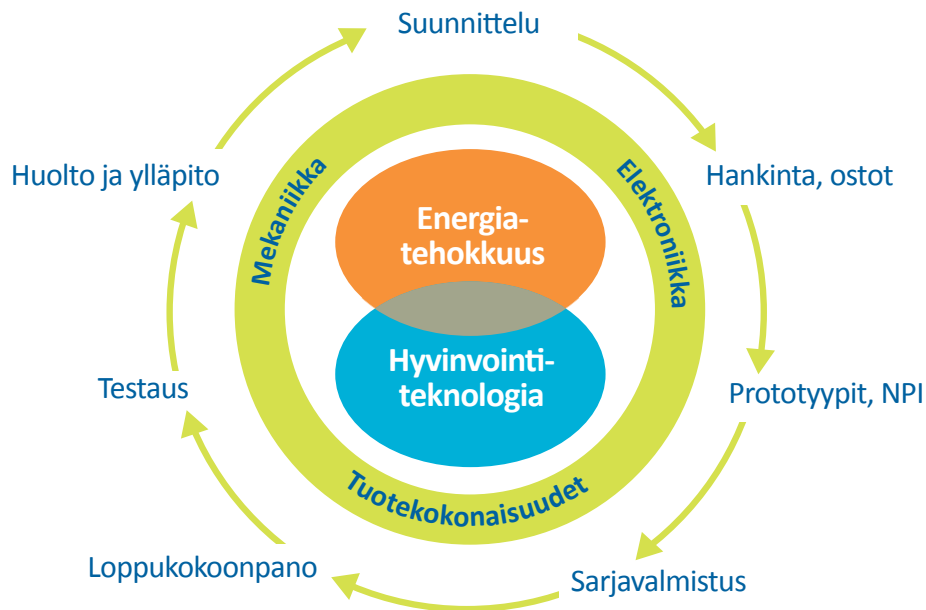 Suunnittelu
Hankinta, ostot
Prototyypit, NPI
Sarjavalmistus
Loppukokoonpano
Testaus
Huolto ja ylläpito
Mekaniikka
Elektroniikka
Tuotekokonaisuudet
Energia-
tehokkuus
Hyvinvointi-
teknologia